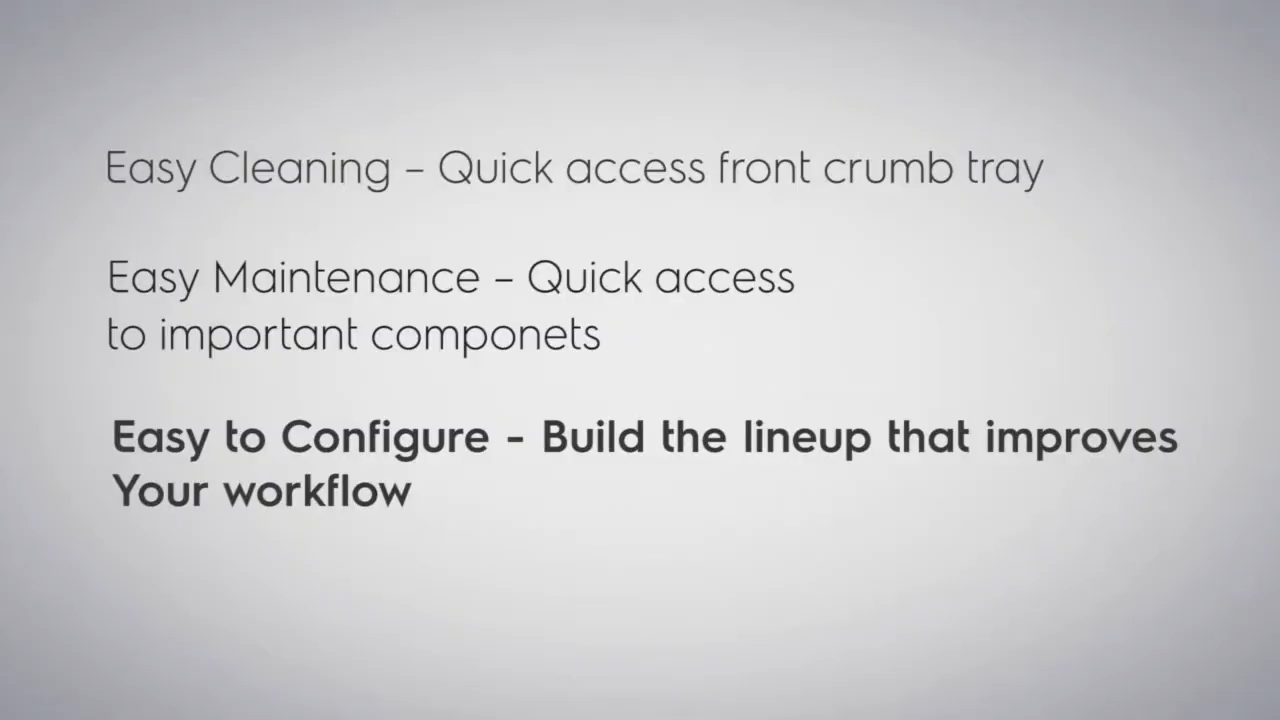 Easy Cleaning – Quick access front crumb tray
Easy Maintenance – Quick access
to important componets
Easy to Configure - Build the lineup that improves
Your workflow